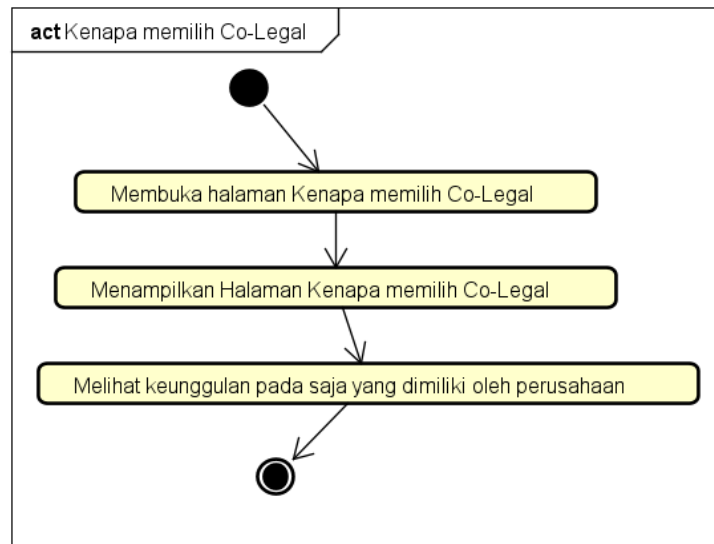 act Kenapa memilih Co-Legal
Membuka halaman Kenapa memilih Co-Legal
Menampilkan Halaman Kenapa memilih Co-Legal
Melihat keunggulan pada saja yang dimiliki oleh perusahaan